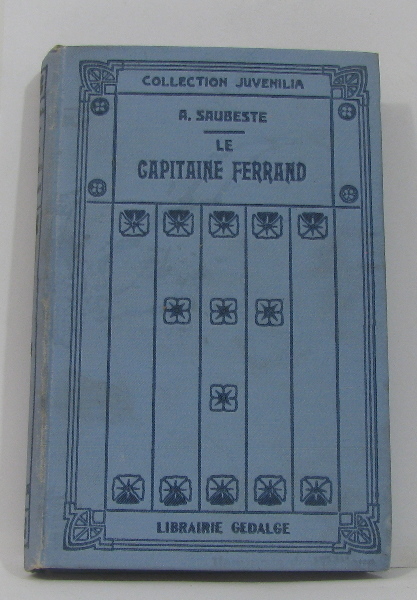 COLLECTION JUVENILIA
A. SAUBESTE
LE
CAPITAINE FERRAND
LIBRAIRIE GEDALGE